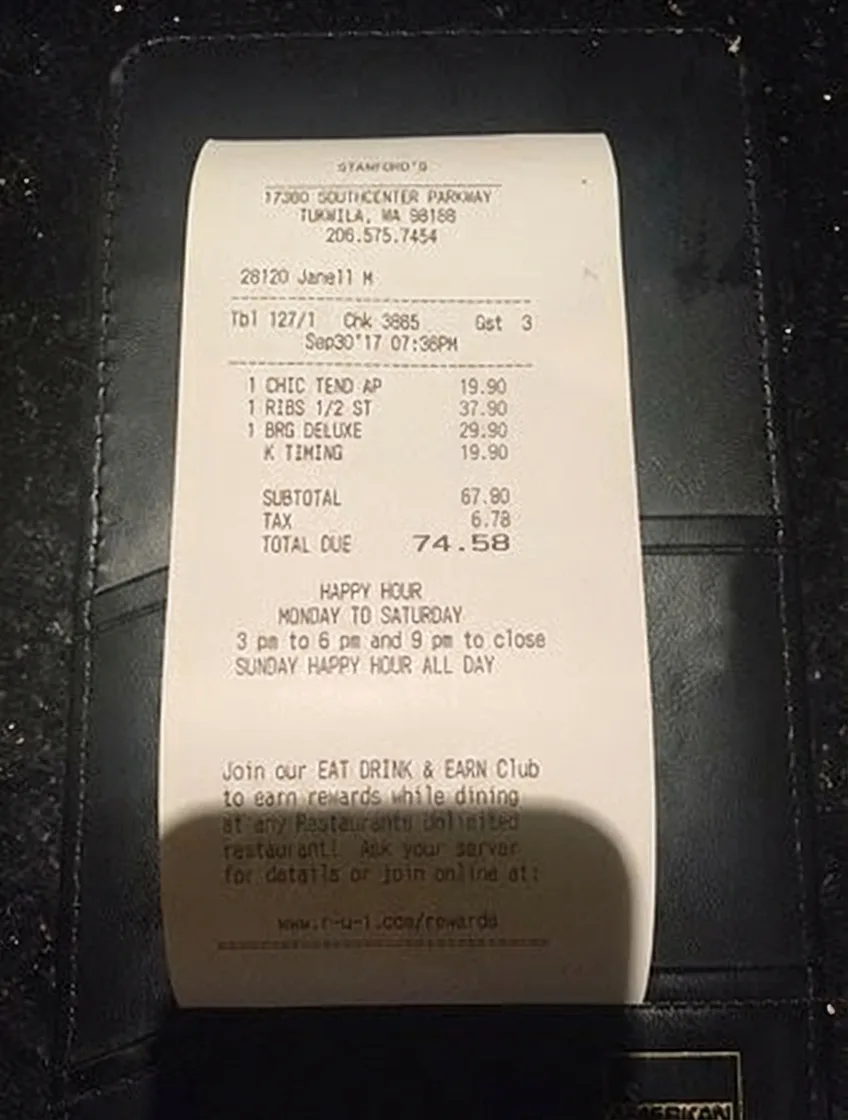 STANFORD'S
17380 SOUTHCENTER PARKWAY
TUKWILA, WA 98188
206.575.7454
28120 Janell M
Tbl 127/1 Chk 3885 Gst 3
Sep30'17 07:36PM
1 CHIC TEND AP 19.90
1 RIBS 1/2 ST 37.90
1 BRG DELUXE 29.90
K TIMING 19.90
SUBTOTAL 67.80
TAX 6.78
TOTAL DUE 74.58
HAPPY HOUR
MONDAY TO SATURDAY
3 pm to 6 pm and 9 pm to close
SUNDAY HAPPY HOUR ALL DAY
Join our EAT DRINK & EARN Club
to earn rewards while dining
at any Restaurants Unlimited
restaurant! Ask your server
for details or join online at:
www.r-u-i.com/rewards
AMERICAN